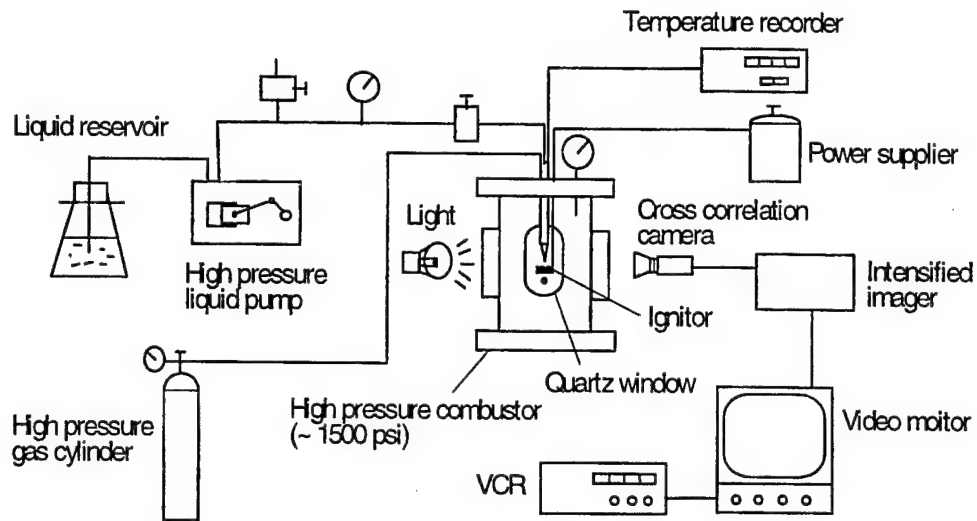 Temperature recorder
Liquid reservoir
Power supplier
Light
Cross correlation
camera
High pressure
liquid pump
Intensified
imager
Ignitor
Quartz window
High pressure combustor
(~ 1500 psi)
High pressure
gas cylinder
Video moitor
VCR